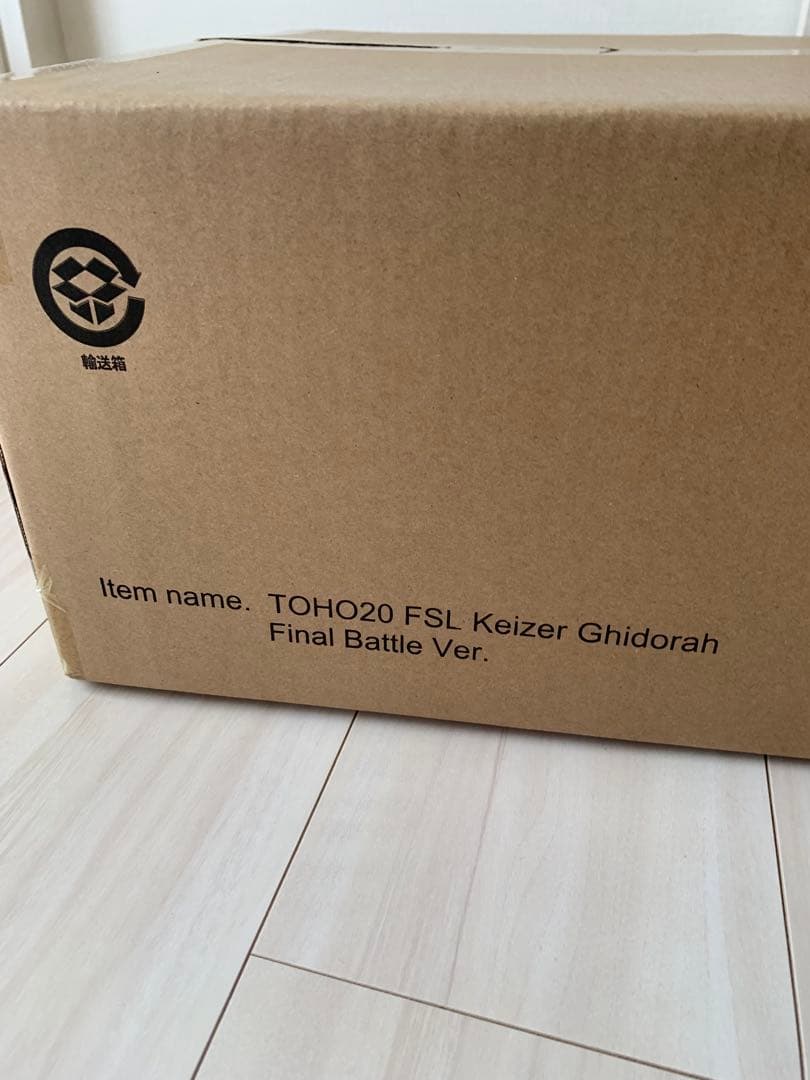 輸送箱
Item name. TOHO20 FSL Keizer Ghidorah
Final Battle Ver.